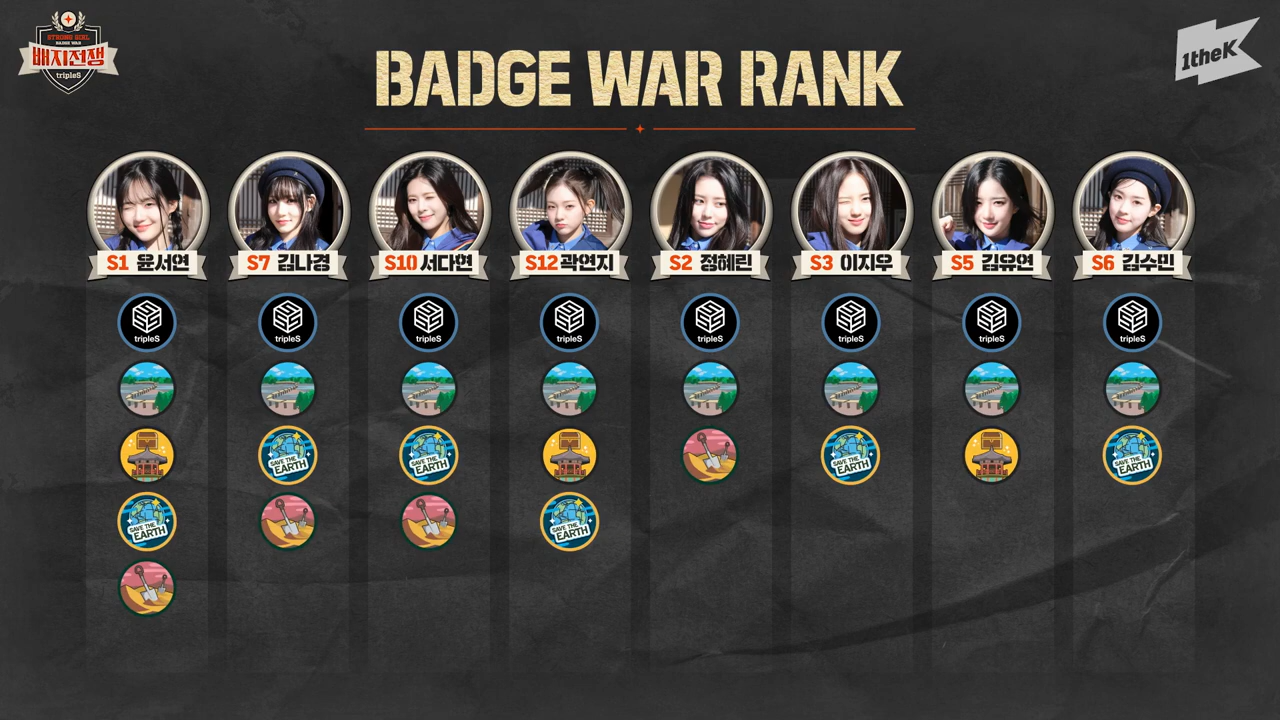 STRONG GIRL
BADGE WAR
배지전쟁
tripleS
1theK
BADGE WAR RANK
S1 윤서연
S7 김나경
S10 서다현
S12 곽연지
S2 정혜린
S3 이지우
S5 김유연
S6 김수민
tripleS
tripleS
tripleS
tripleS
tripleS
tripleS
tripleS
tripleS
SAVE THE
EARTH
SAVE THE
EARTH
SAVE THE
EARTH
SAVE THE
EARTH
SAVE THE
EARTH
SAVE THE
EARTH